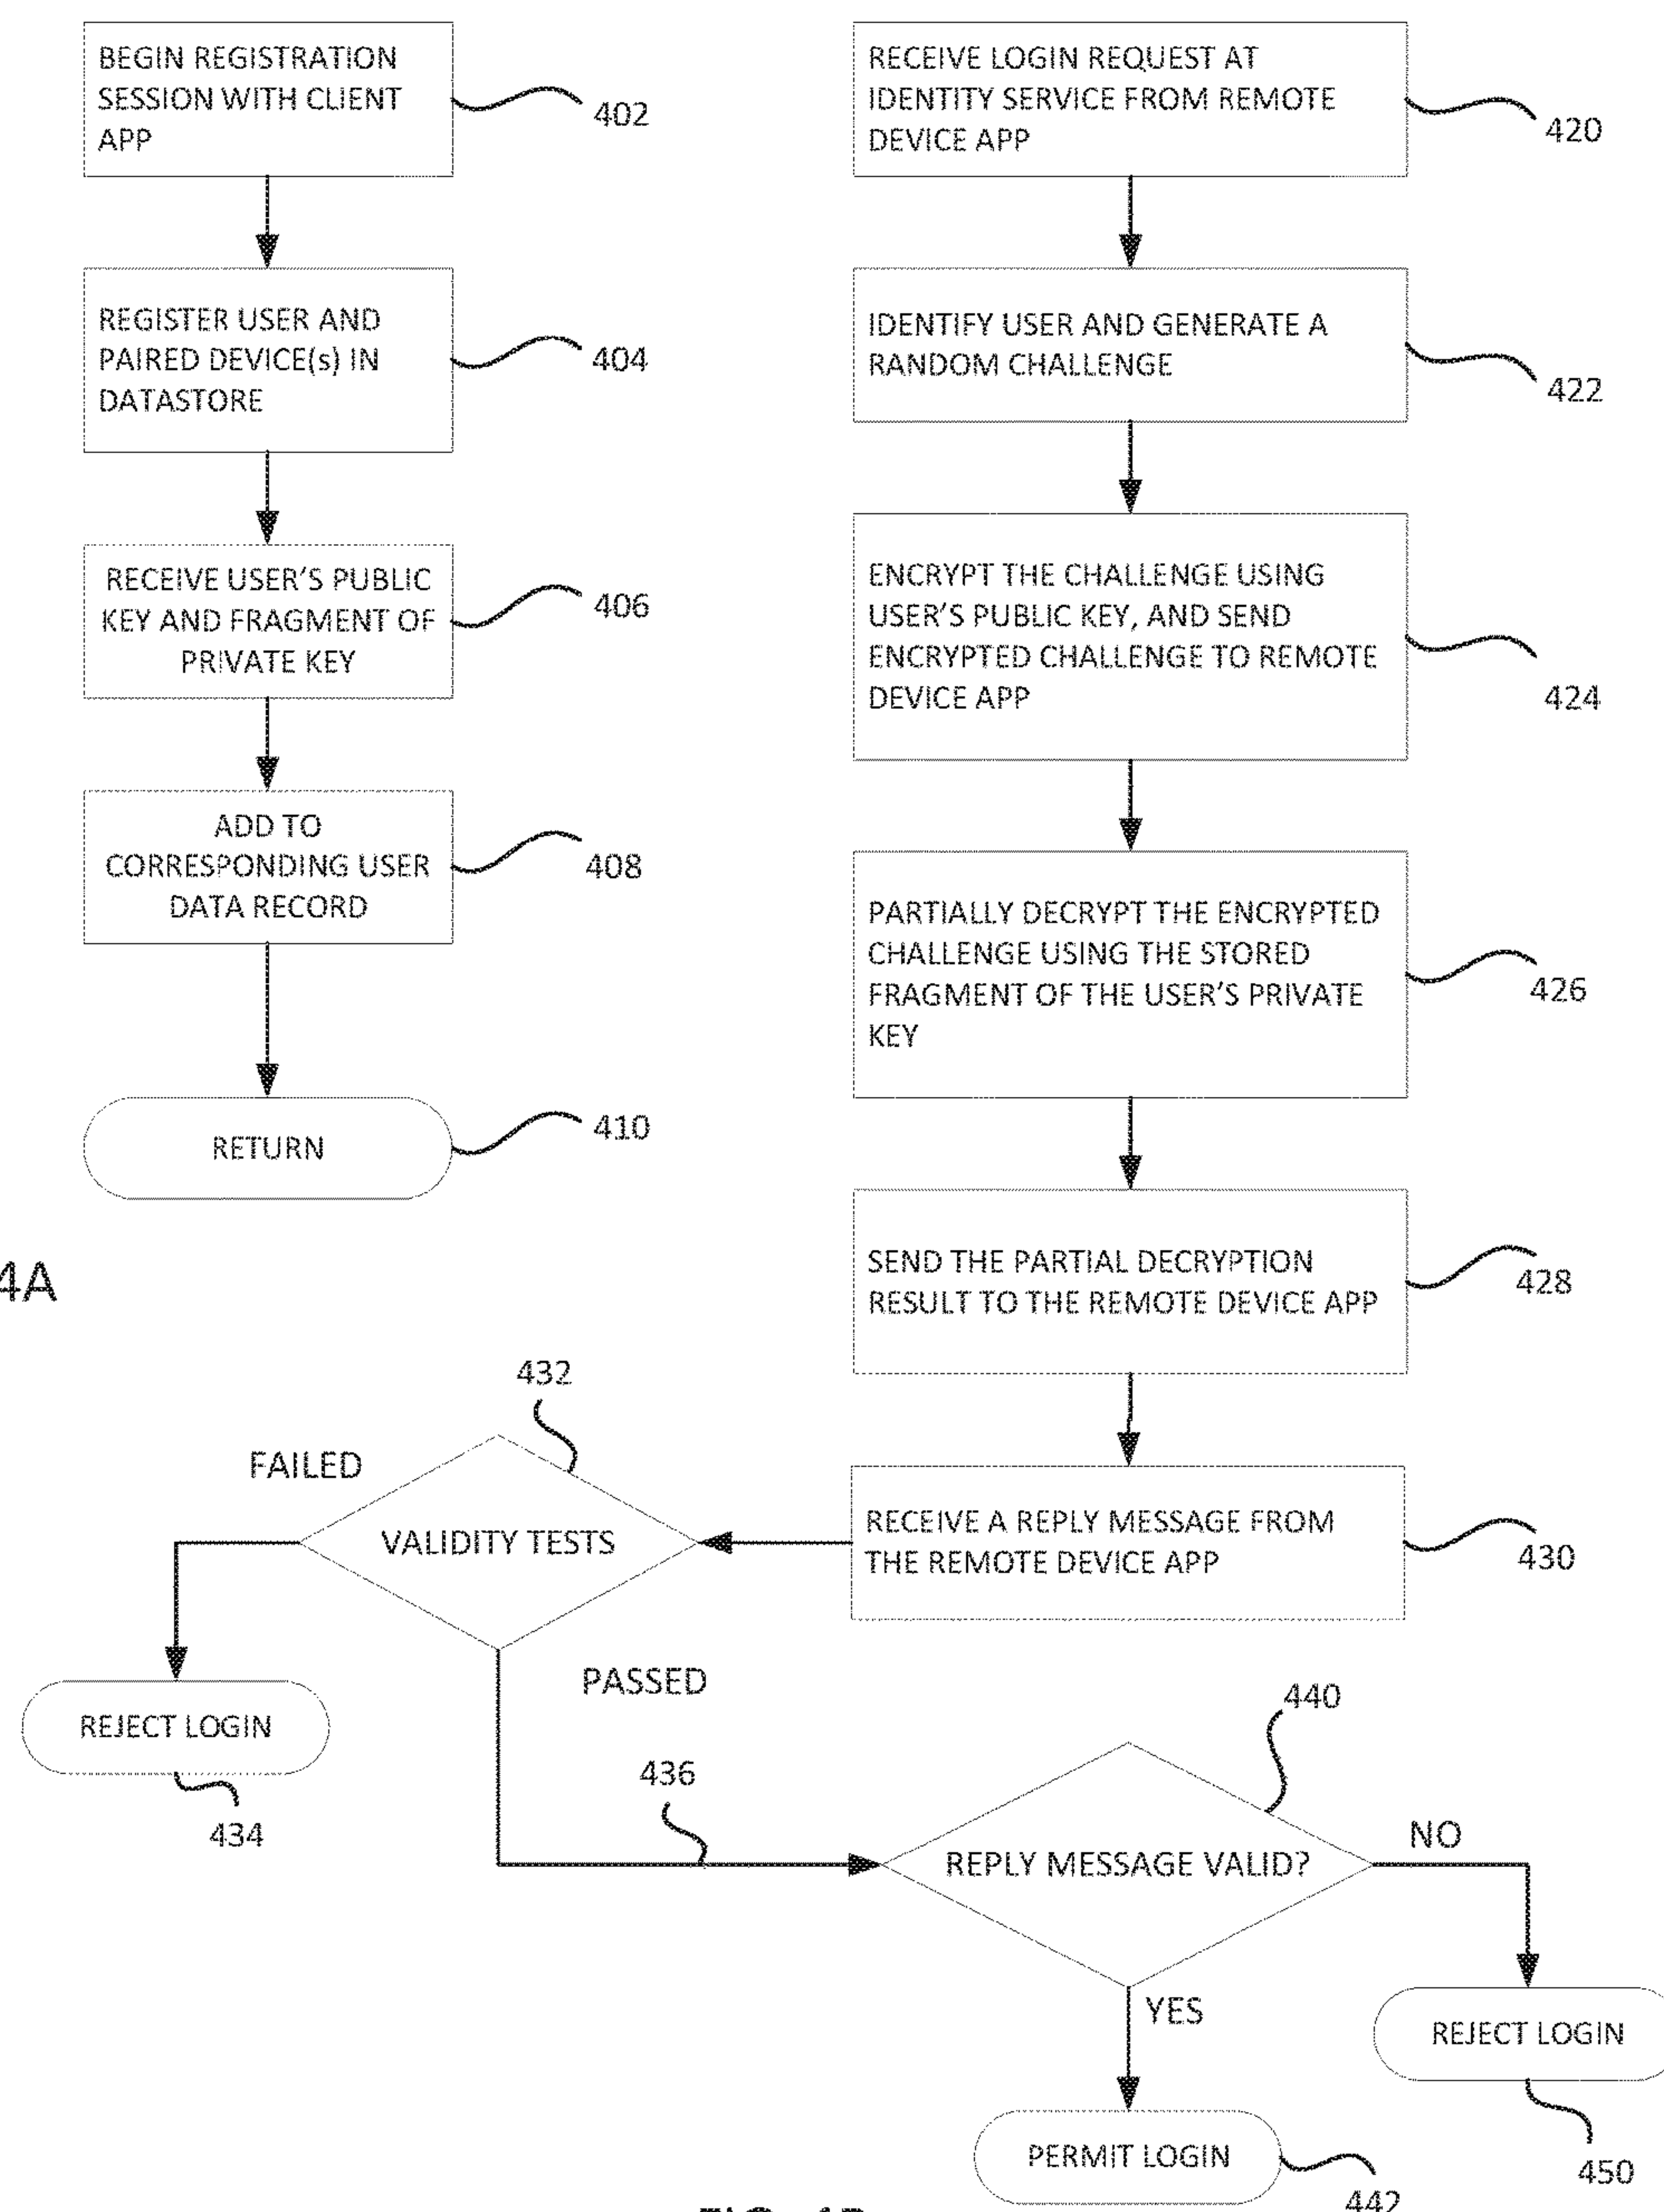 BEGIN REGISTRATION
SESSION WITH CLIENT
APP
402
REGISTER USER AND
PAIRED DEVICE(s) IN
DATASTORE
404
RECEIVE USER'S PUBLIC
KEY AND FRAGMENT OF
PRIVATE KEY
406
ADD TO
CORRESPONDING USER
DATA RECORD
408
RETURN
410
4A
RECEIVE LOGIN REQUEST AT
IDENTITY SERVICE FROM REMOTE
DEVICE APP
420
IDENTIFY USER AND GENERATE A
RANDOM CHALLENGE
422
ENCRYPT THE CHALLENGE USING
USER'S PUBLIC KEY, AND SEND
ENCRYPTED CHALLENGE TO REMOTE
DEVICE APP
424
PARTIALLY DECRYPT THE ENCRYPTED
CHALLENGE USING THE STORED
FRAGMENT OF THE USER'S PRIVATE
KEY
426
SEND THE PARTIAL DECRYPTION
RESULT TO THE REMOTE DEVICE APP
428
RECEIVE A REPLY MESSAGE FROM
THE REMOTE DEVICE APP
430
432
FAILED
VALIDITY TESTS
PASSED
REJECT LOGIN
434
436
440
REPLY MESSAGE VALID?
NO
YES
REJECT LOGIN
450
PERMIT LOGIN
442